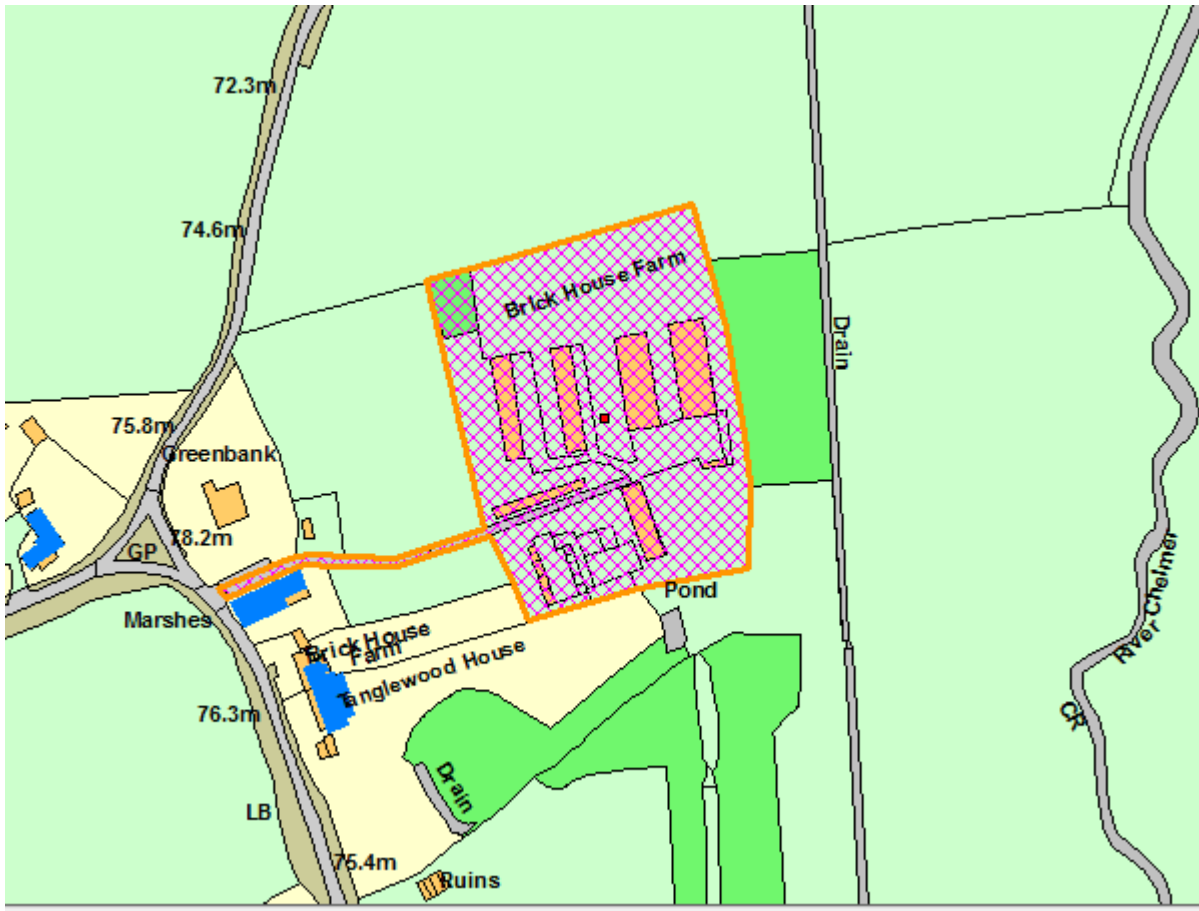 72.3m
74.6m
Brick House Farm
Drain
75.8m
Greenbank
78.2m
GP
Marshes
Pond
River Chelmer
Brick House
Farm
Tanglewood House
76.3m
CR
Drain
LB
75.4m
Ruins